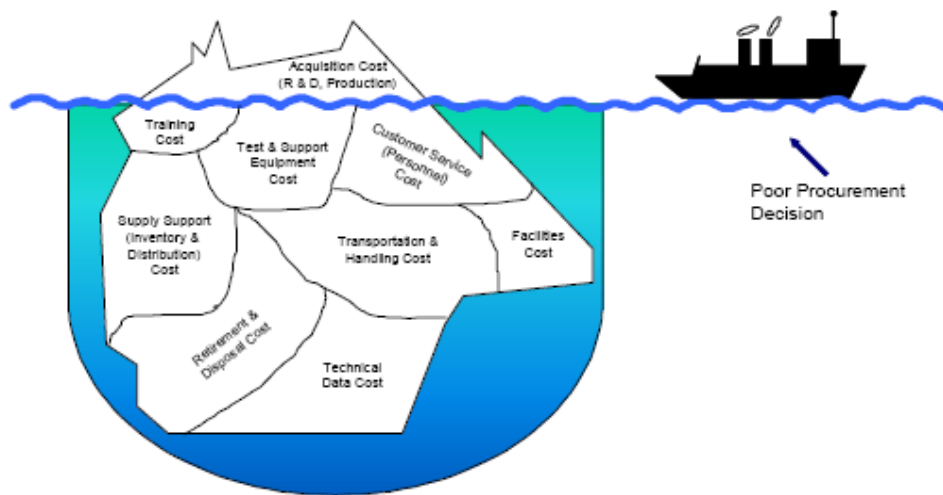 Acquisition Cost
(R & D, Production)
Training
Cost
Test & Support
Equipment
Cost
Customer Service
(Personnel)
Cost
Poor Procurement
Decision
Supply Support
(Inventory &
Distribution)
Cost
Transportation &
Handling Cost
Facilities
Cost
Retirement &
Disposal Cost
Technical
Data Cost